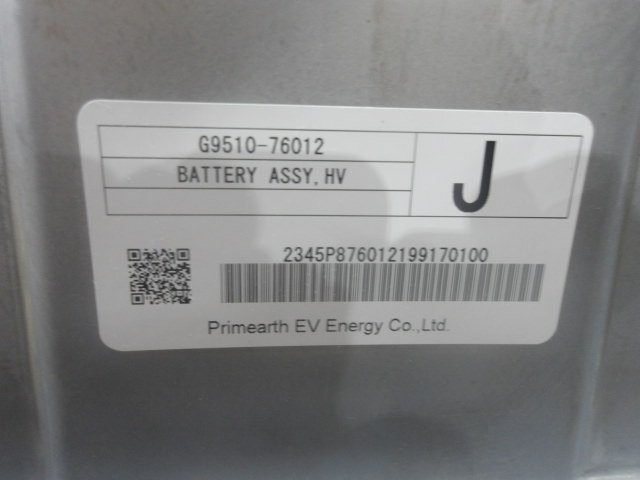 G9510-76012
BATTERY ASSY, HV
J
2345P876012199170100
Primearth EV Energy Co.,Ltd.